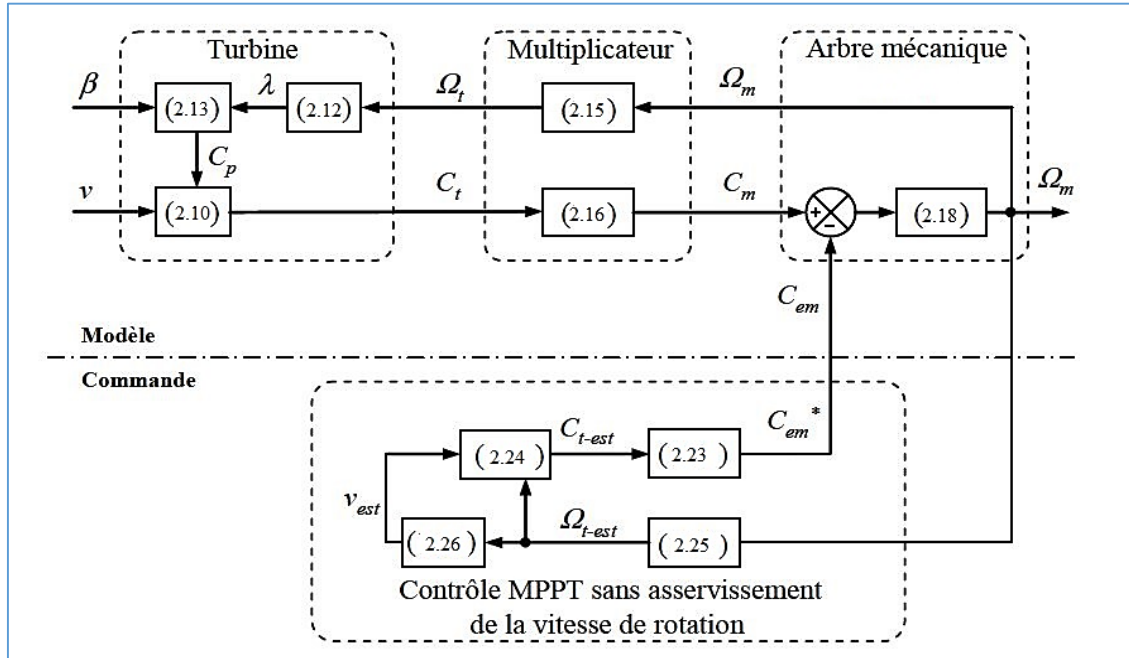 Turbine
Multiplicateur
Arbre mécanique
β
(2.13)
λ
(2.12)
Ω_t
(2.15)
Ω_m
C_p
v
(2.10)
C_t
(2.16)
C_m
+
−
(2.18)
Ω_m
C_em
Modèle
Commande
(2.24)
C_t-est
(2.23)
C_em*
v_est
(2.26)
Ω_t-est
(2.25)
Contrôle MPPT sans asservissement
de la vitesse de rotation